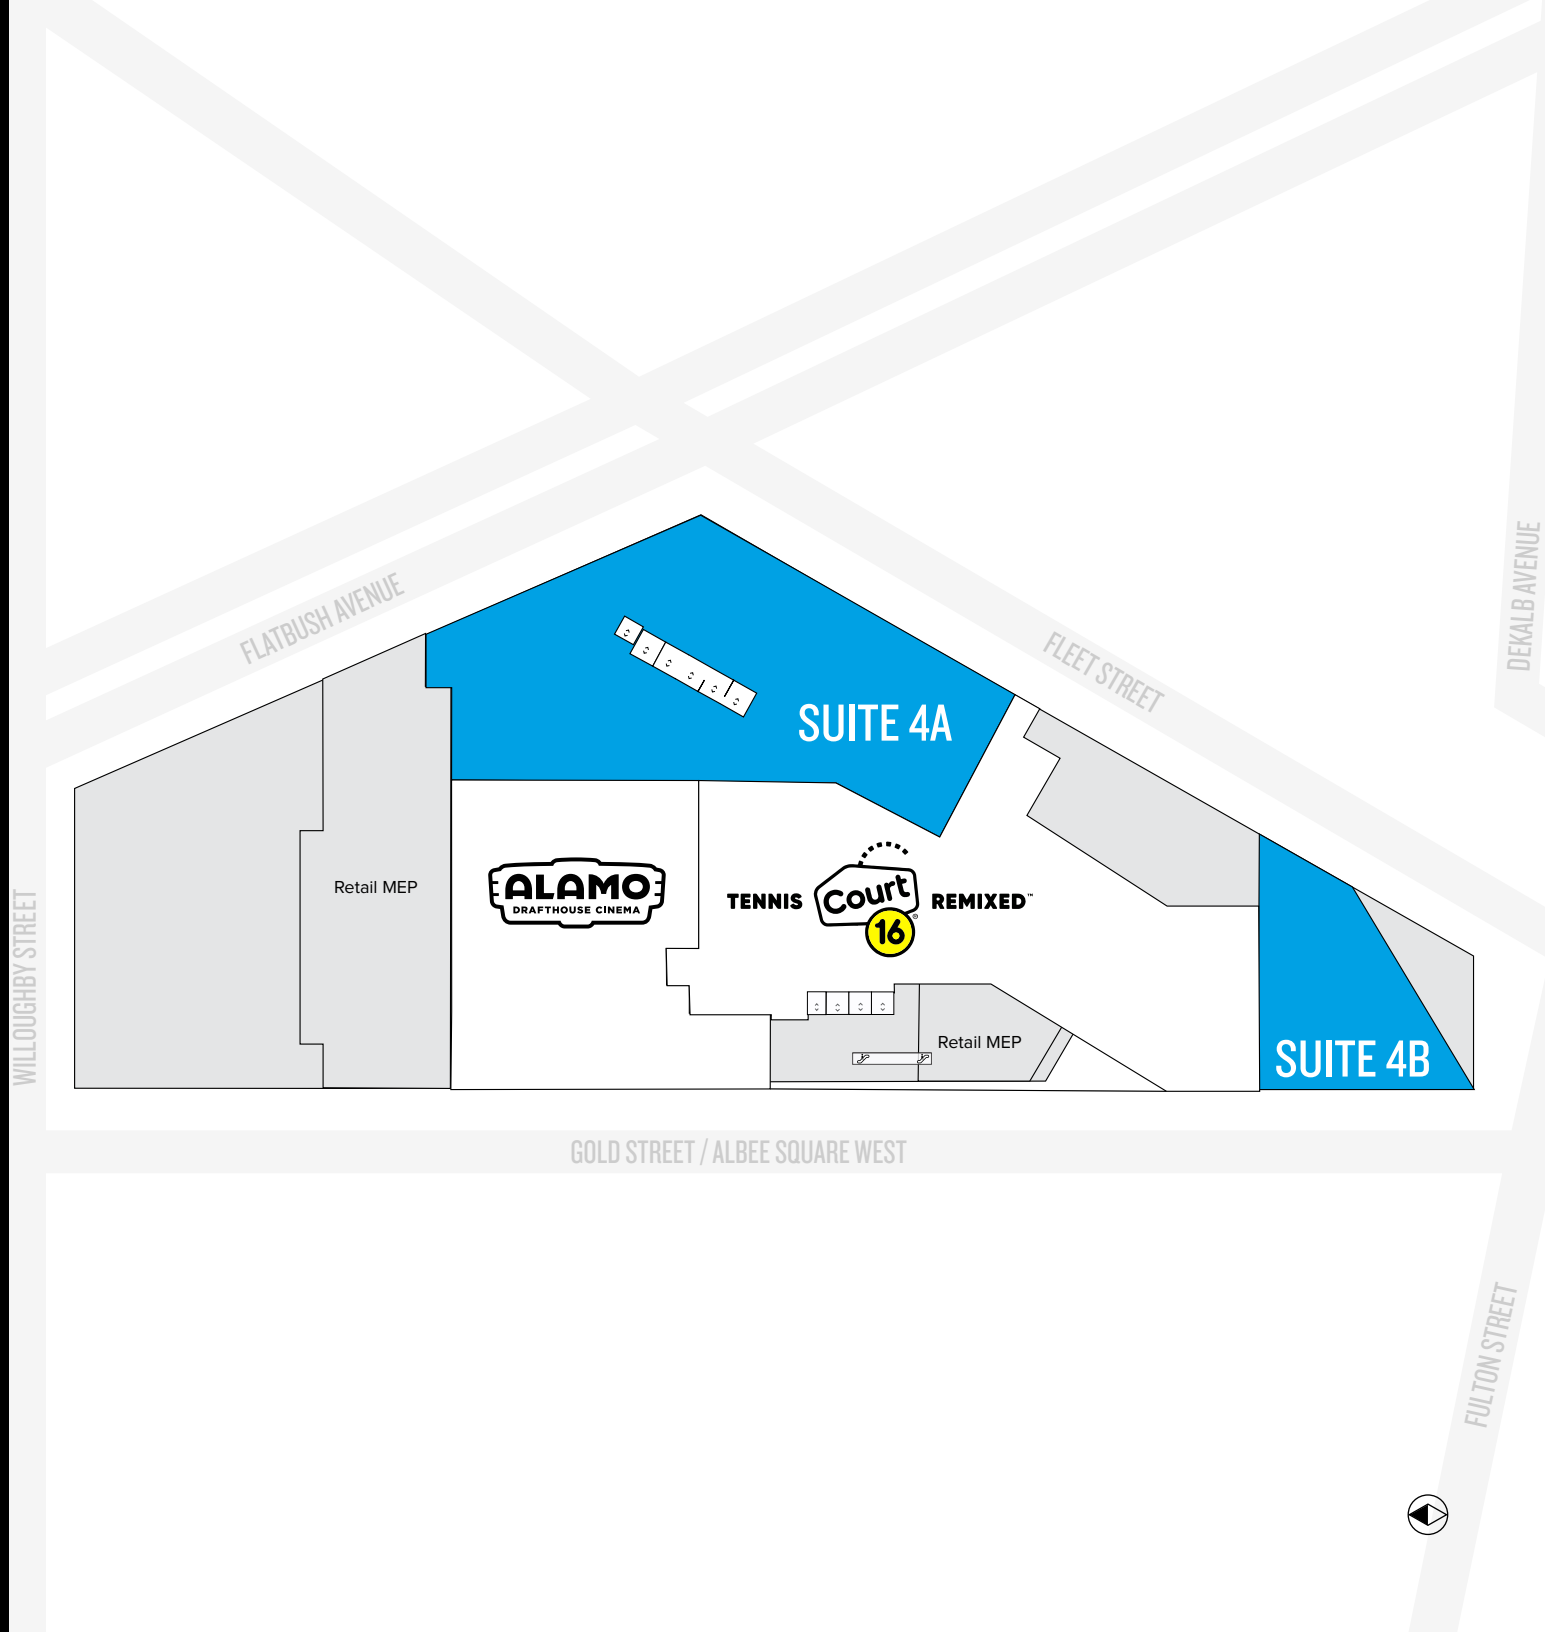 DEKALB AVENUE
FLATBUSH AVENUE
FLEET STREET
SUITE 4A
WILLOUGHBY STREET
Retail MEP
ALAMO
DRAFTHOUSE CINEMA
TENNIS Court REMIXED™
16
®
Retail MEP
SUITE 4B
GOLD STREET / ALBEE SQUARE WEST
FULTON STREET